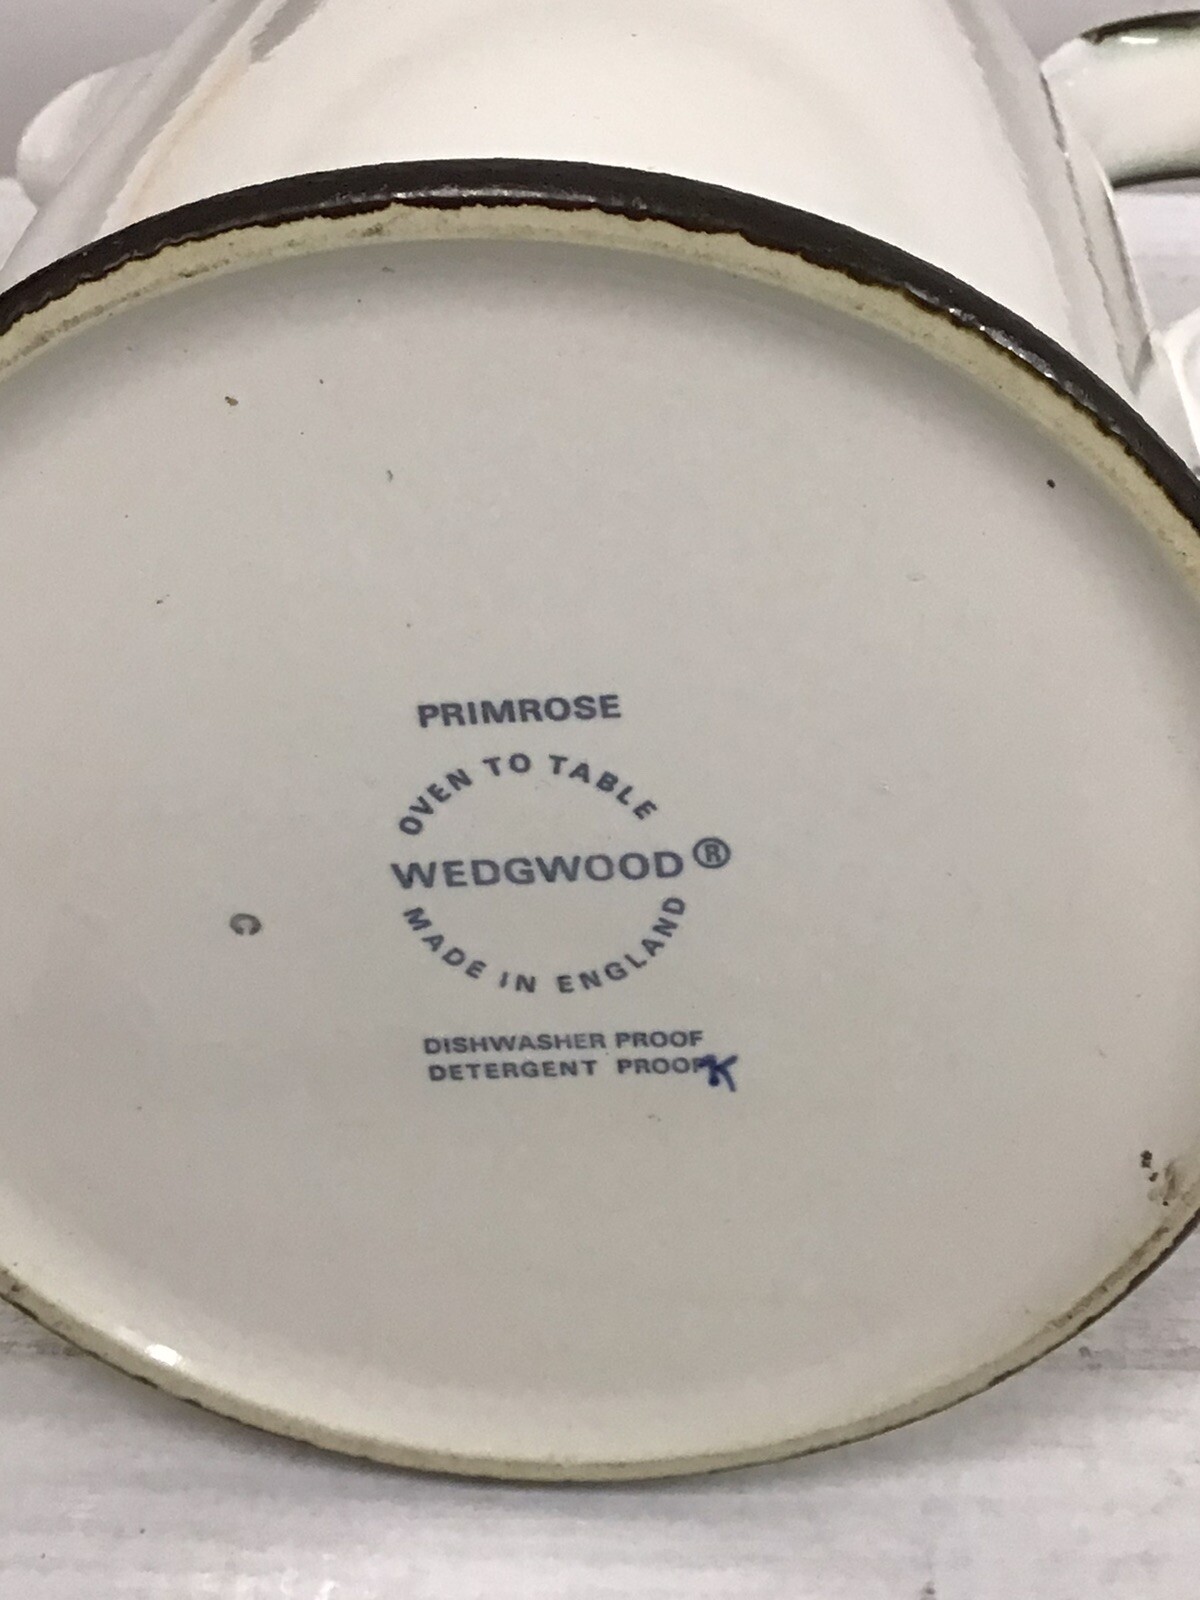 PRIMROSE
OVEN TO TABLE
WEDGWOOD®
MADE IN ENGLAND
C
DISHWASHER PROOF
DETERGENT PROOF K